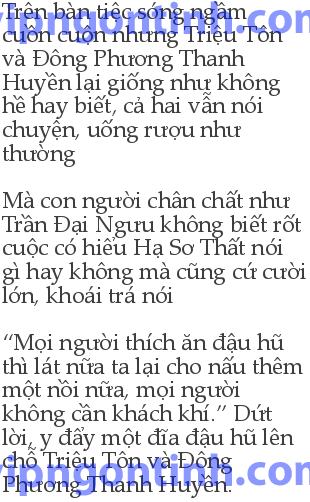 Trên bàn tiệc sóng ngầm
cuồn cuộn nhưng Triệu Tôn
và Đông Phương Thanh
Huyền lại giống như không
hề hay biết, cả hai vẫn nói
chuyện, uống rượu như
thường
Mà con người chân chất như
Trần Đại Ngưu không biết rốt
cuộc có hiểu Hạ Sơ Thất nói
gì hay không mà cũng cứ cười
lớn, khoái trá nói
“Mọi người thích ăn đậu hũ
thì lát nữa ta lại cho nấu thêm
một nồi nữa, mọi người
không cần khách khí.” Dứt
lời, y đẩy một đĩa đậu hũ lên
chỗ Triệu Tôn và Đông
Phương Thanh Huyền.
vipngontinh.com
vipngontinh.com